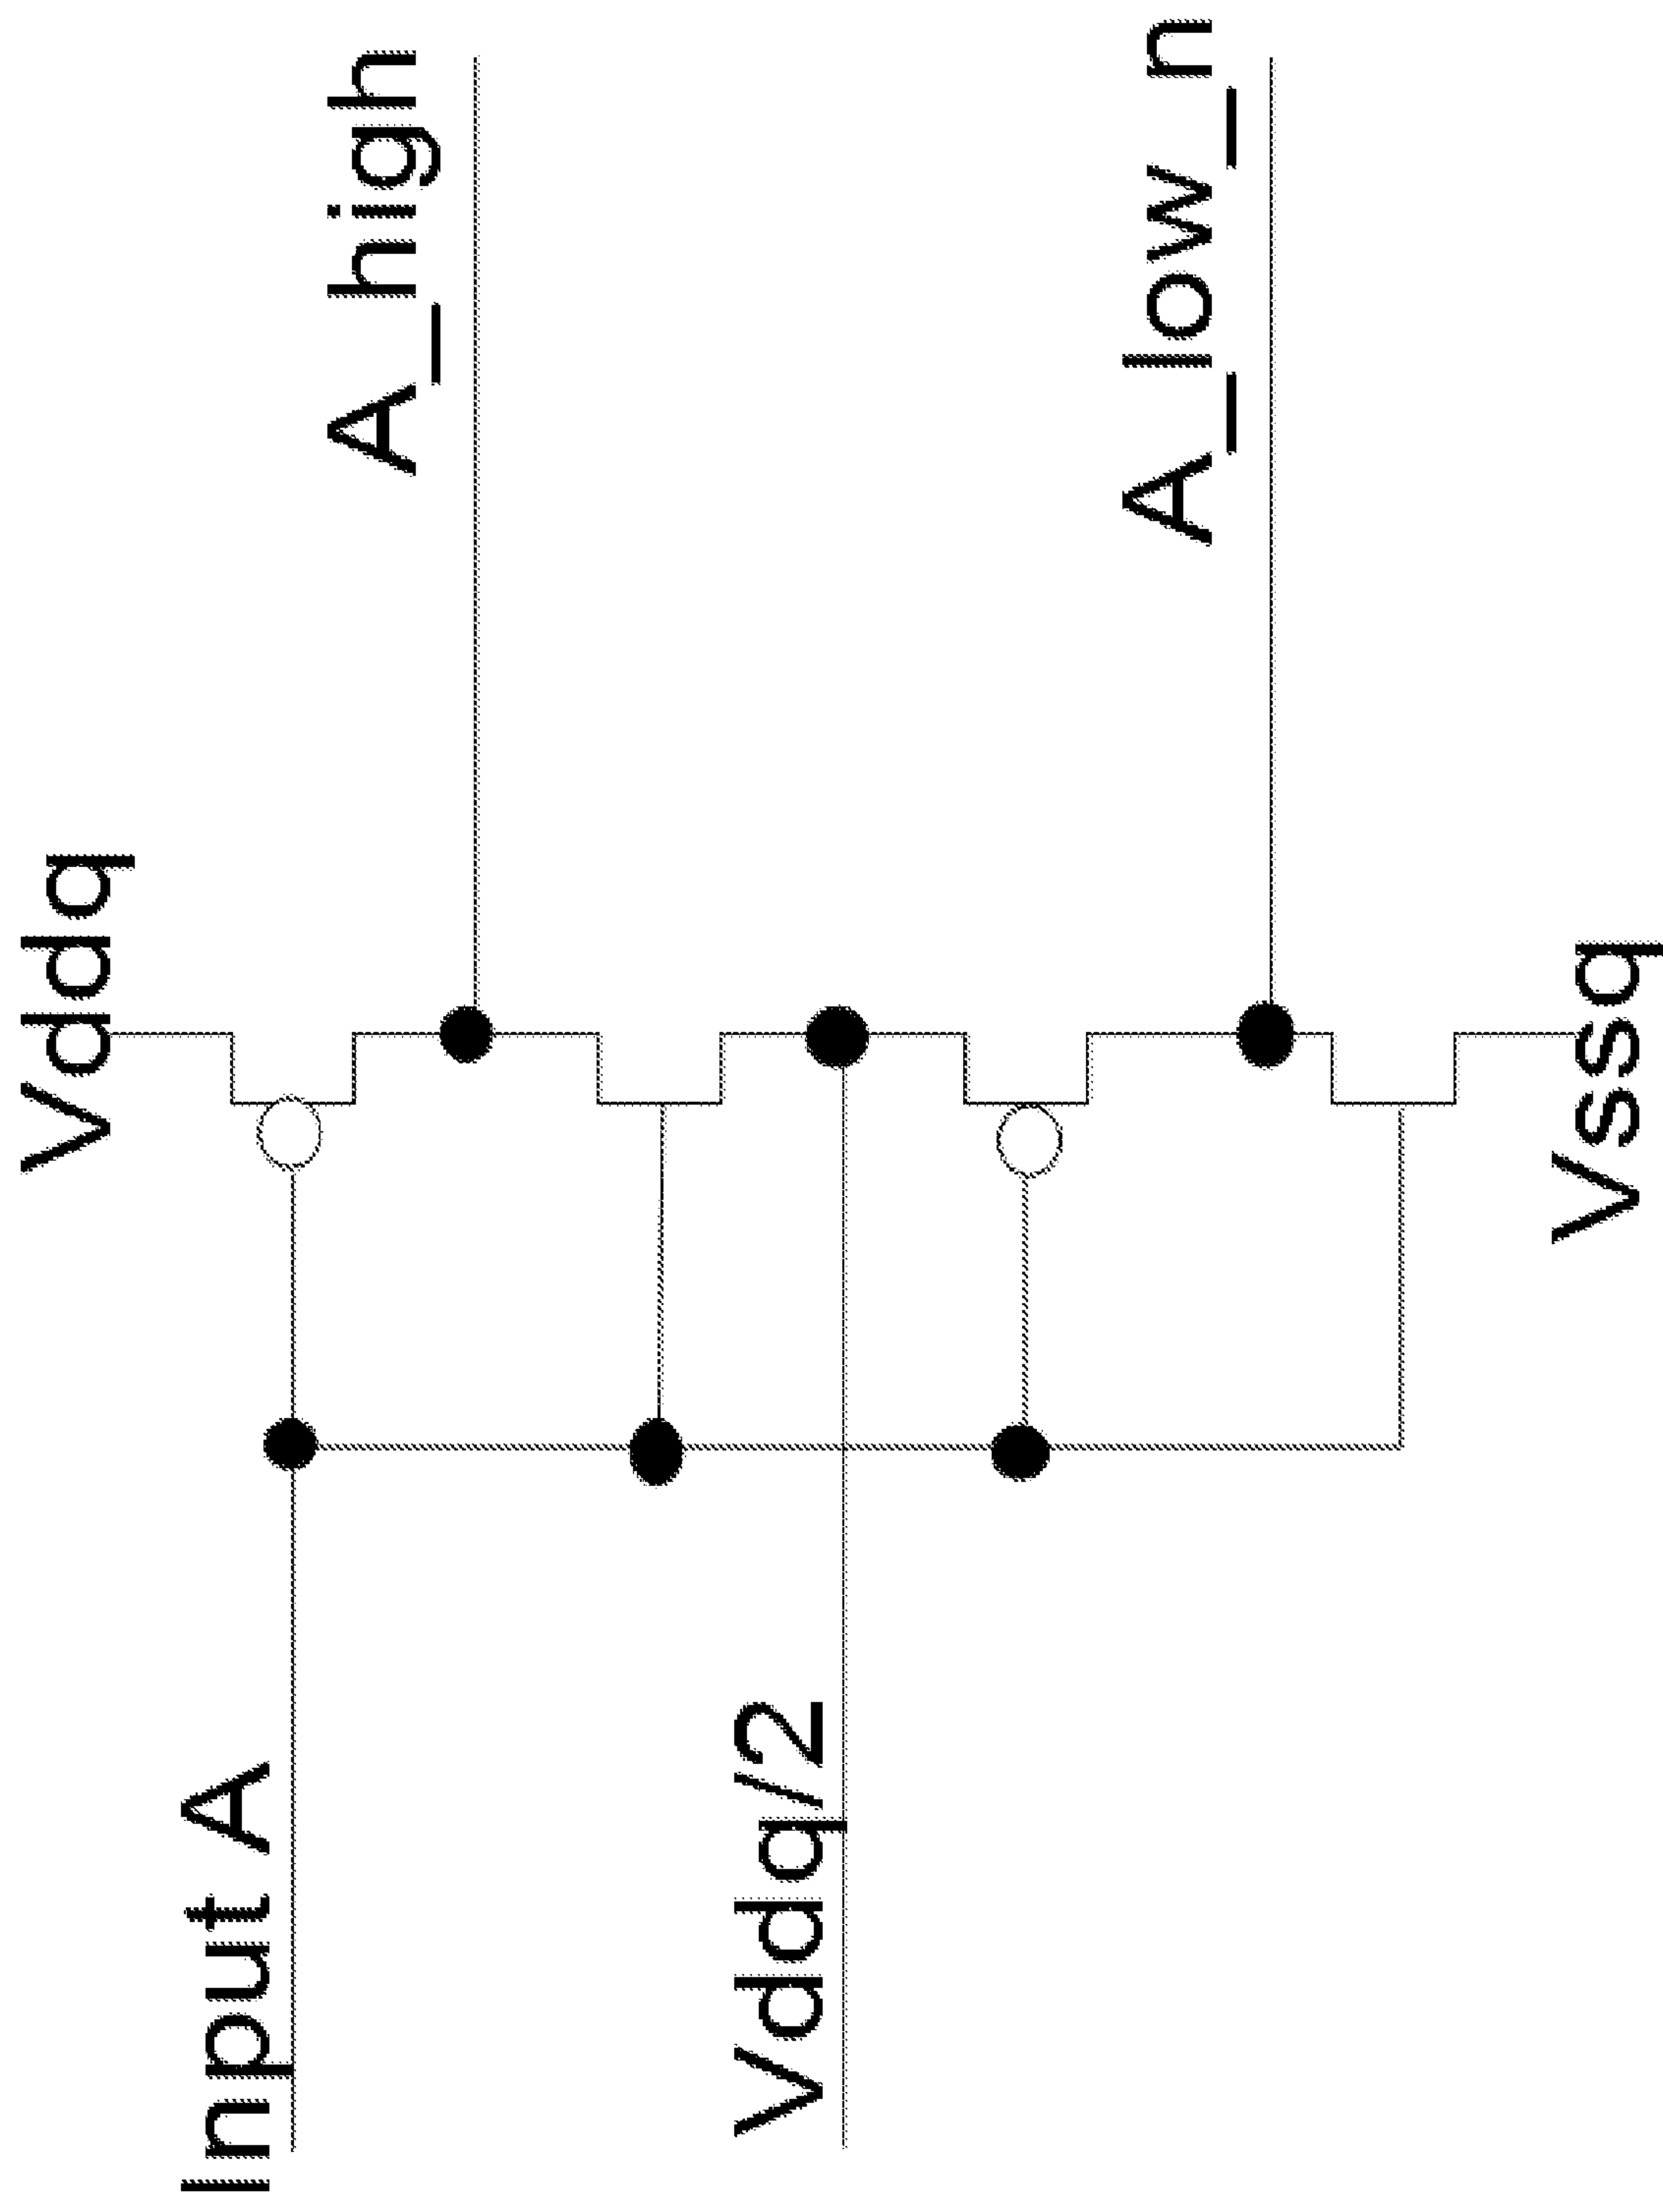 Vddq
Input A
A_high
Vddq/2
A_low_n
Vssq